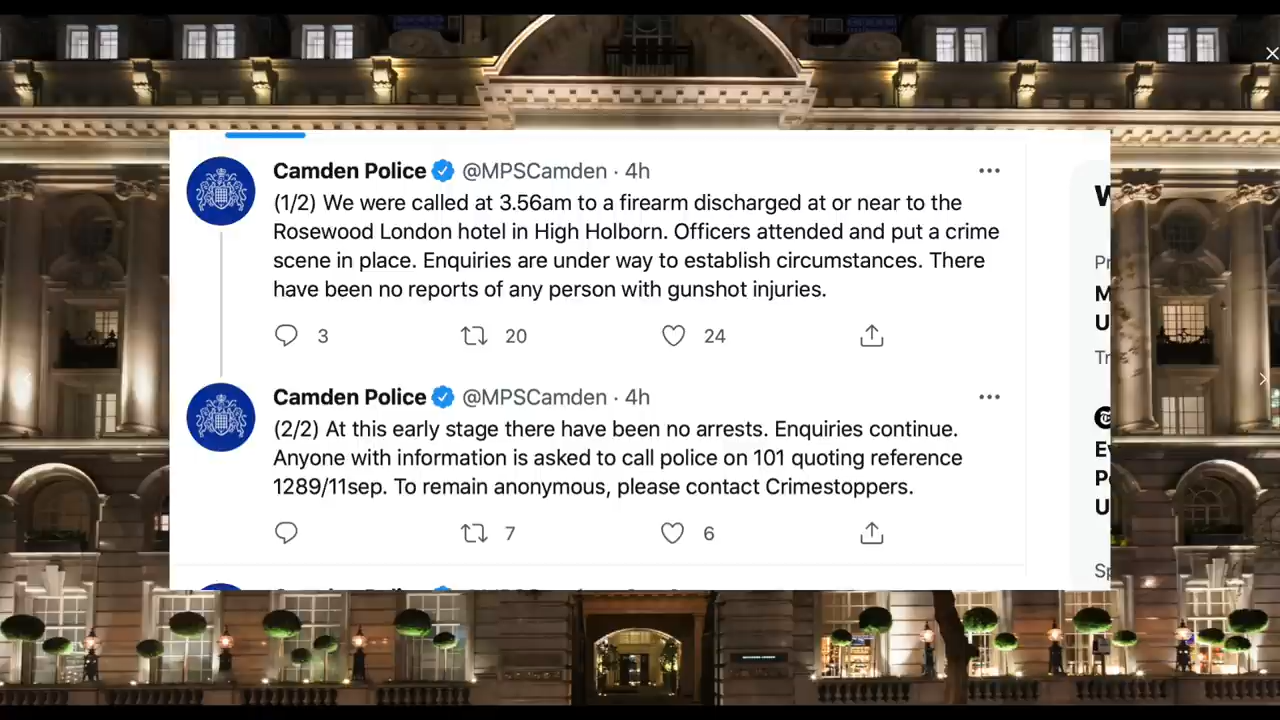 Camden Police @MPSCamden · 4h
(1/2) We were called at 3.56am to a firearm discharged at or near to the
Rosewood London hotel in High Holborn. Officers attended and put a crime
scene in place. Enquiries are under way to establish circumstances. There
have been no reports of any person with gunshot injuries.
3 20 24
Camden Police @MPSCamden · 4h
(2/2) At this early stage there have been no arrests. Enquiries continue.
Anyone with information is asked to call police on 101 quoting reference
1289/11sep. To remain anonymous, please contact Crimestoppers.
7 6